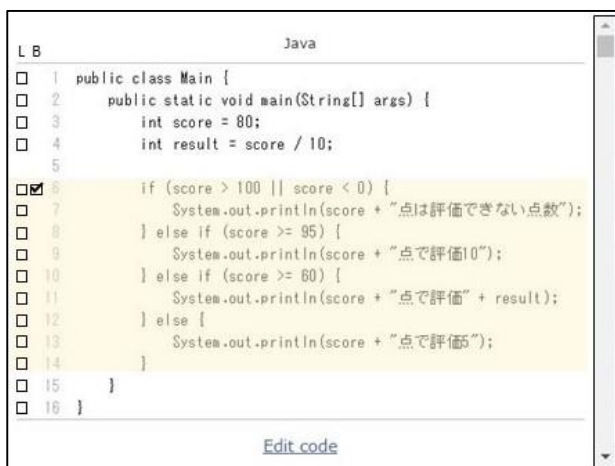 Java
L B
1 public class Main {
2 public static void main(String[] args) {
3 int score = 80;
4 int result = score / 10;
5
6 if (score > 100 || score < 0) {
7 System.out.println(score + "点は評価できない点数");
8 } else if (score >= 95) {
9 System.out.println(score + "点で評価10");
10 } else if (score >= 60) {
11 System.out.println(score + "点で評価" + result);
12 } else {
13 System.out.println(score + "点で評価5");
14 }
15 }
16 }
Edit code